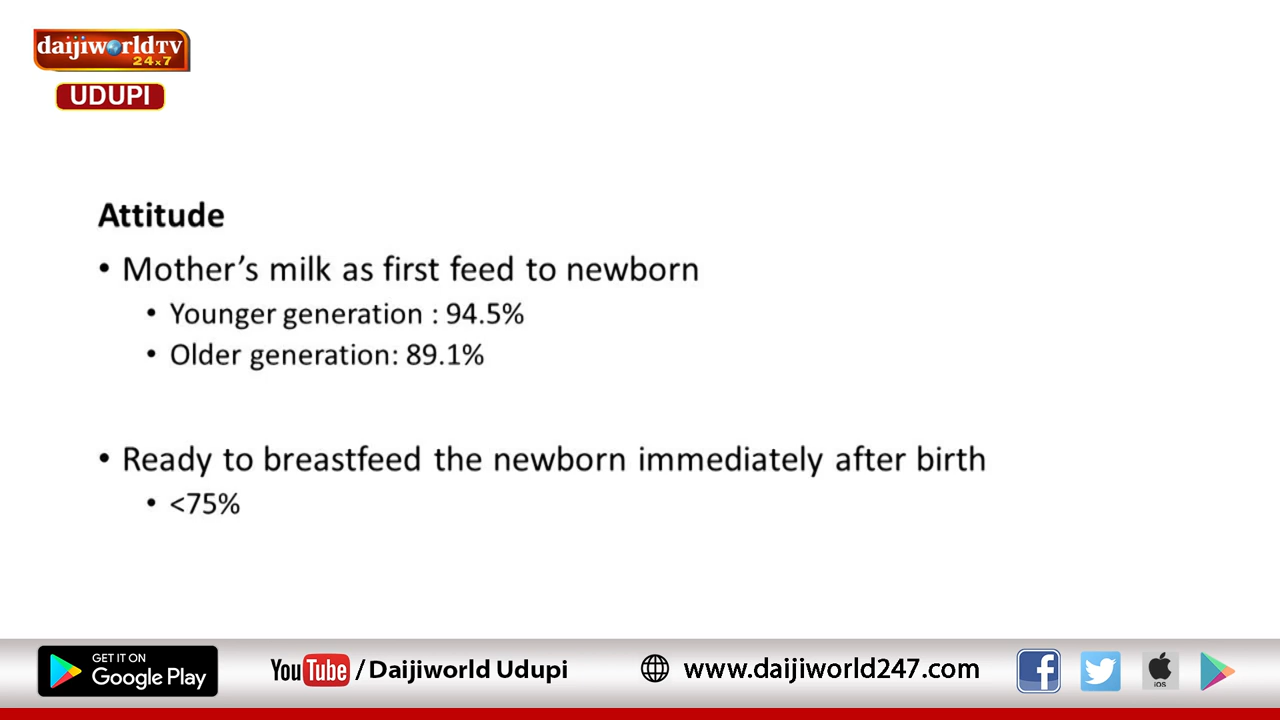 daijiworldTV
24x7
UDUPI
Attitude
• Mother’s milk as first feed to newborn
• Younger generation : 94.5%
• Older generation: 89.1%
• Ready to breastfeed the newborn immediately after birth
• <75%
GET IT ON
Google Play
YouTube / Daijiworld Udupi
www.daijiworld247.com
f
iOS